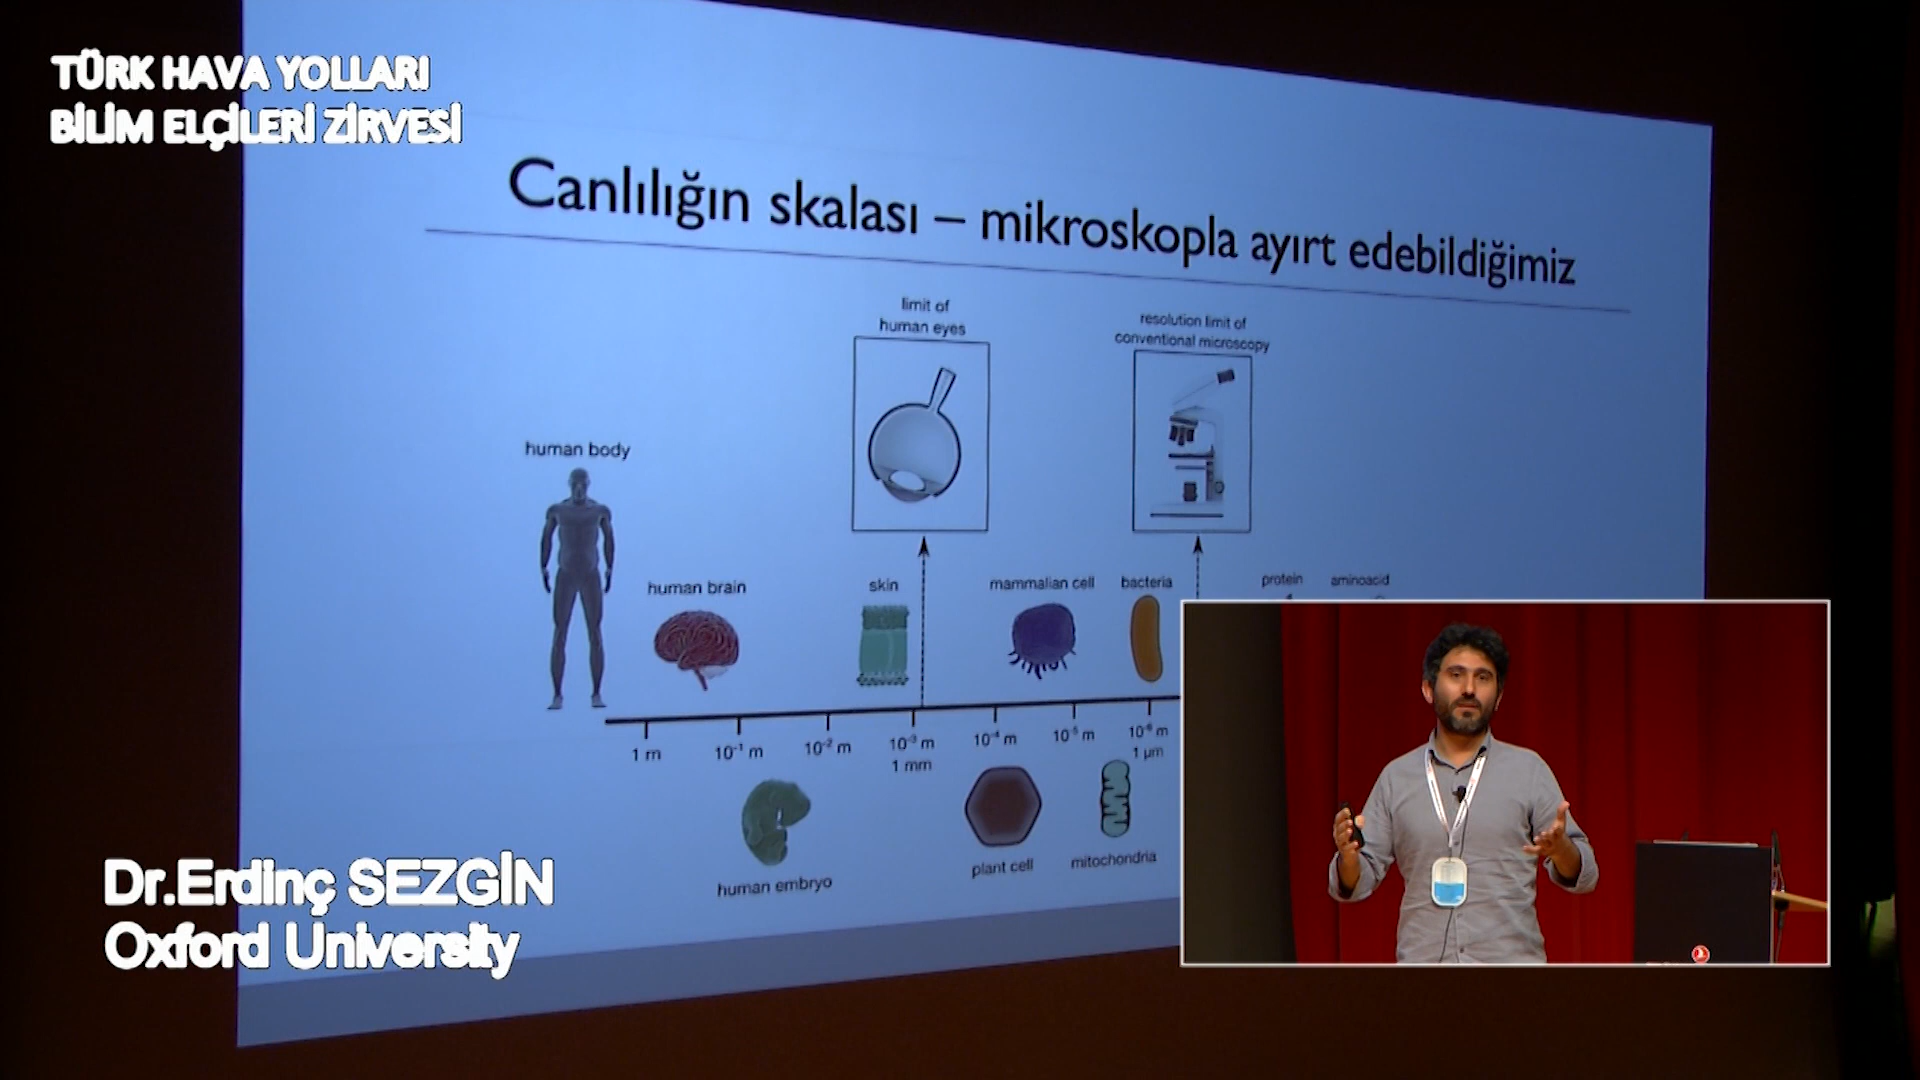 TÜRK HAVA YOLLARI
BİLİM ELÇİLERİ ZİRVESİ
Canlılığın skalası – mikroskopla ayırt edebildiğimiz
limit of
human eyes
resolution limit of
conventional microscopy
human body
human brain
skin
mammalian cell
bacteria
protein
aminoacid
1 m
10⁻¹ m
10⁻² m
10⁻³ m
1 mm
10⁻⁴ m
10⁻⁵ m
10⁻⁶ m
1 µm
human embryo
plant cell
mitochondria
Dr.Erdinç SEZGİN
Oxford University